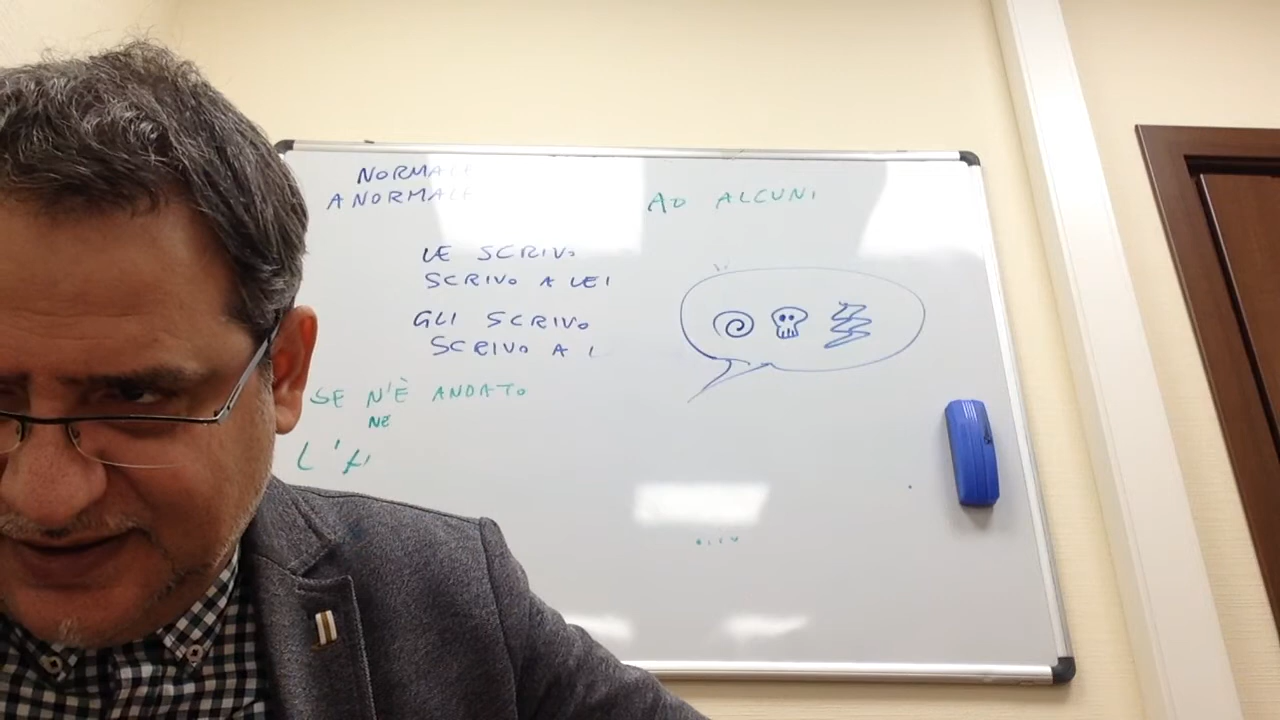 NORMALE
ANORMALE
AD ALCUNI
LE SCRIVO
SCRIVO A LEI
GLI SCRIVO
SCRIVO A L
SE N'È ANDATO
NE
L'